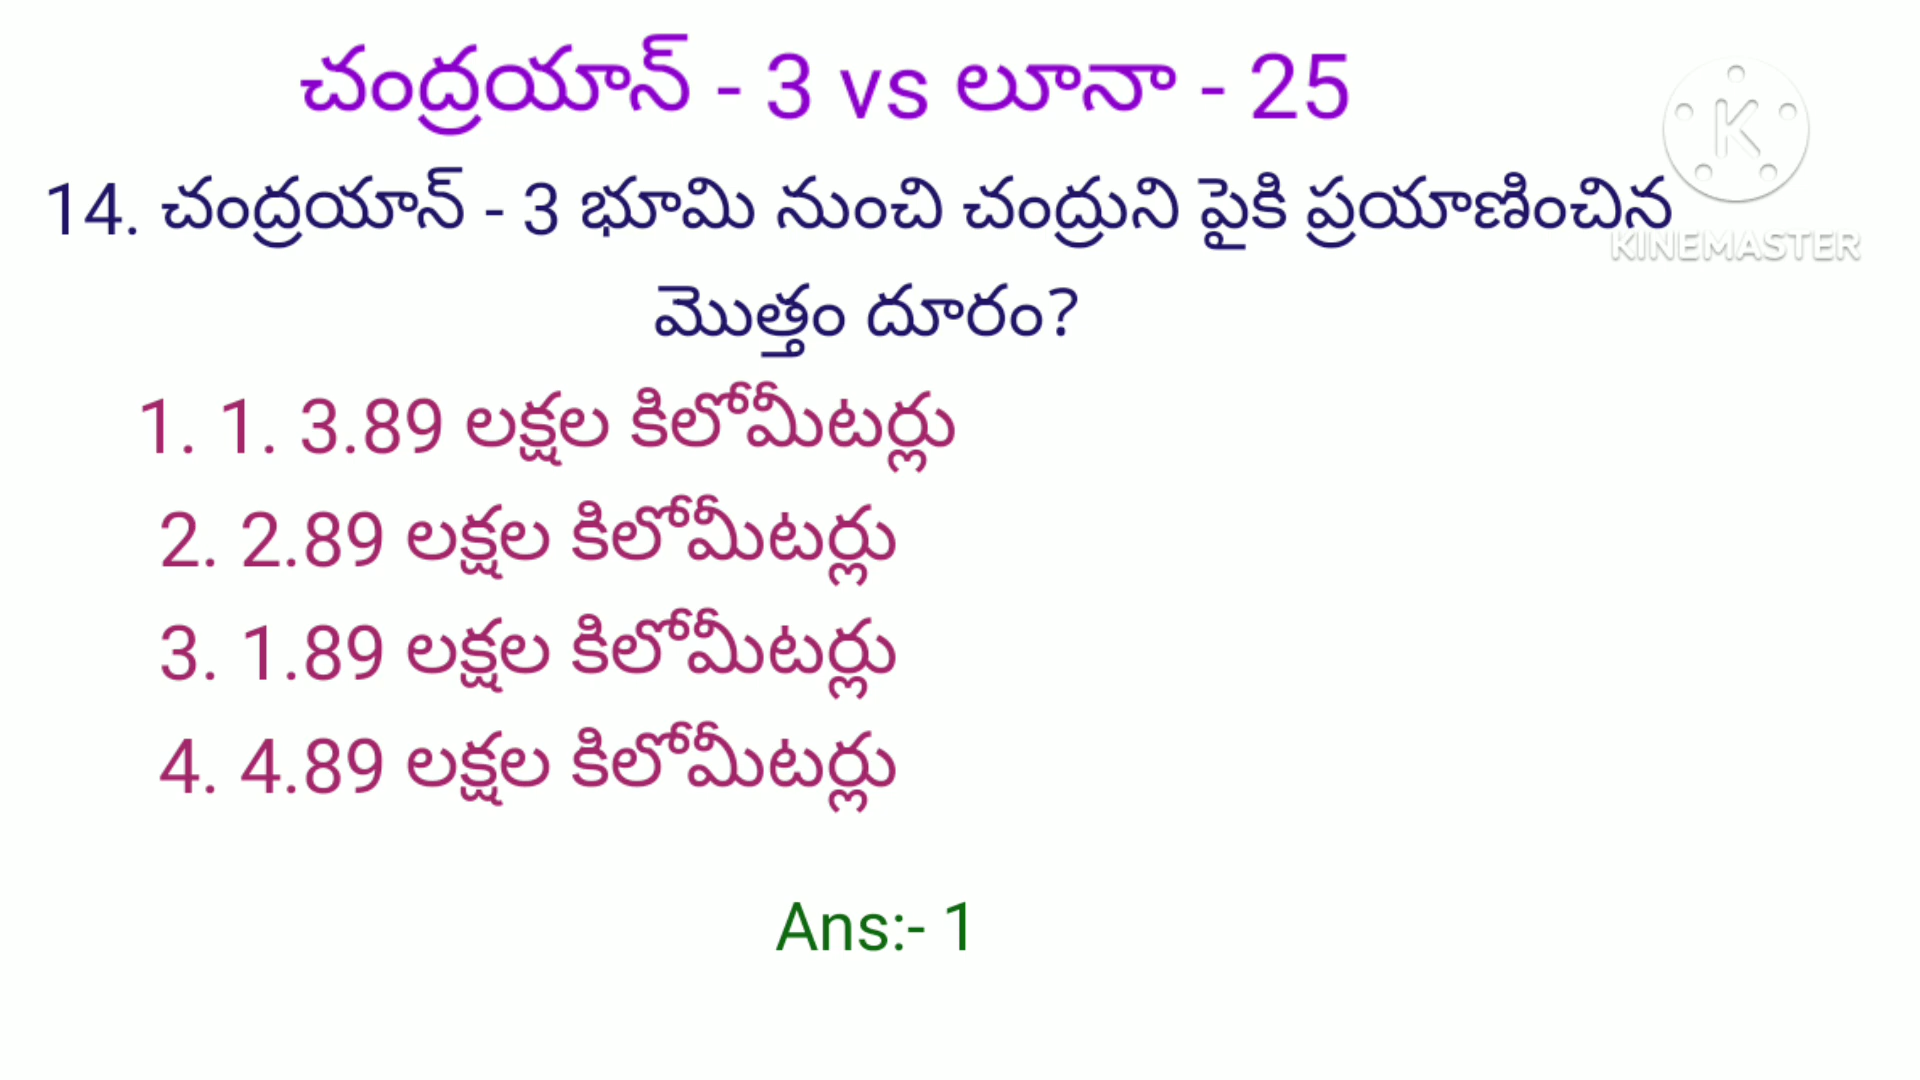 చంద్రయాన్ - 3 vs లూనా - 25
14. చంద్రయాన్ - 3 భూమి నుంచి చంద్రుని పైకి ప్రయాణించిన
మొత్తం దూరం?
1. 1. 3.89 లక్షల కిలోమీటర్లు
2. 2.89 లక్షల కిలోమీటర్లు
3. 1.89 లక్షల కిలోమీటర్లు
4. 4.89 లక్షల కిలోమీటర్లు
Ans:- 1
K
KINEMASTER